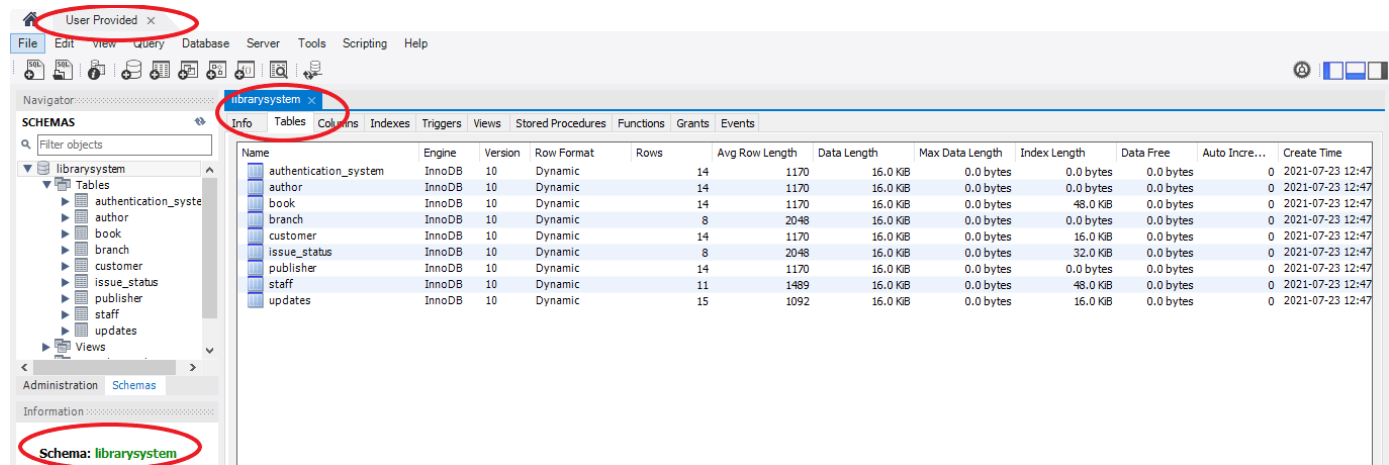 User Provided ×
File Edit View Query Database Server Tools Scripting Help
Navigator
SCHEMAS
Filter objects
librarysystem
Tables
authentication_syste
author
book
branch
customer
issue_status
publisher
staff
updates
Views
Administration Schemas
Information
Schema: librarysystem
librarysystem ×
Info Tables Columns Indexes Triggers Views Stored Procedures Functions Grants Events
Name Engine Version Row Format Rows Avg Row Length Data Length Max Data Length Index Length Data Free Auto Incre... Create Time
authentication_system InnoDB 10 Dynamic 14 1170 16.0 KiB 0.0 bytes 0.0 bytes 0.0 bytes 0 2021-07-23 12:47
author InnoDB 10 Dynamic 14 1170 16.0 KiB 0.0 bytes 0.0 bytes 0.0 bytes 0 2021-07-23 12:47
book InnoDB 10 Dynamic 14 1170 16.0 KiB 0.0 bytes 48.0 KiB 0.0 bytes 0 2021-07-23 12:47
branch InnoDB 10 Dynamic 8 2048 16.0 KiB 0.0 bytes 0.0 bytes 0.0 bytes 0 2021-07-23 12:47
customer InnoDB 10 Dynamic 14 1170 16.0 KiB 0.0 bytes 16.0 KiB 0.0 bytes 0 2021-07-23 12:47
issue_status InnoDB 10 Dynamic 8 2048 16.0 KiB 0.0 bytes 32.0 KiB 0.0 bytes 0 2021-07-23 12:47
publisher InnoDB 10 Dynamic 14 1170 16.0 KiB 0.0 bytes 0.0 bytes 0.0 bytes 0 2021-07-23 12:47
staff InnoDB 10 Dynamic 11 1489 16.0 KiB 0.0 bytes 48.0 KiB 0.0 bytes 0 2021-07-23 12:47
updates InnoDB 10 Dynamic 15 1092 16.0 KiB 0.0 bytes 16.0 KiB 0.0 bytes 0 2021-07-23 12:47